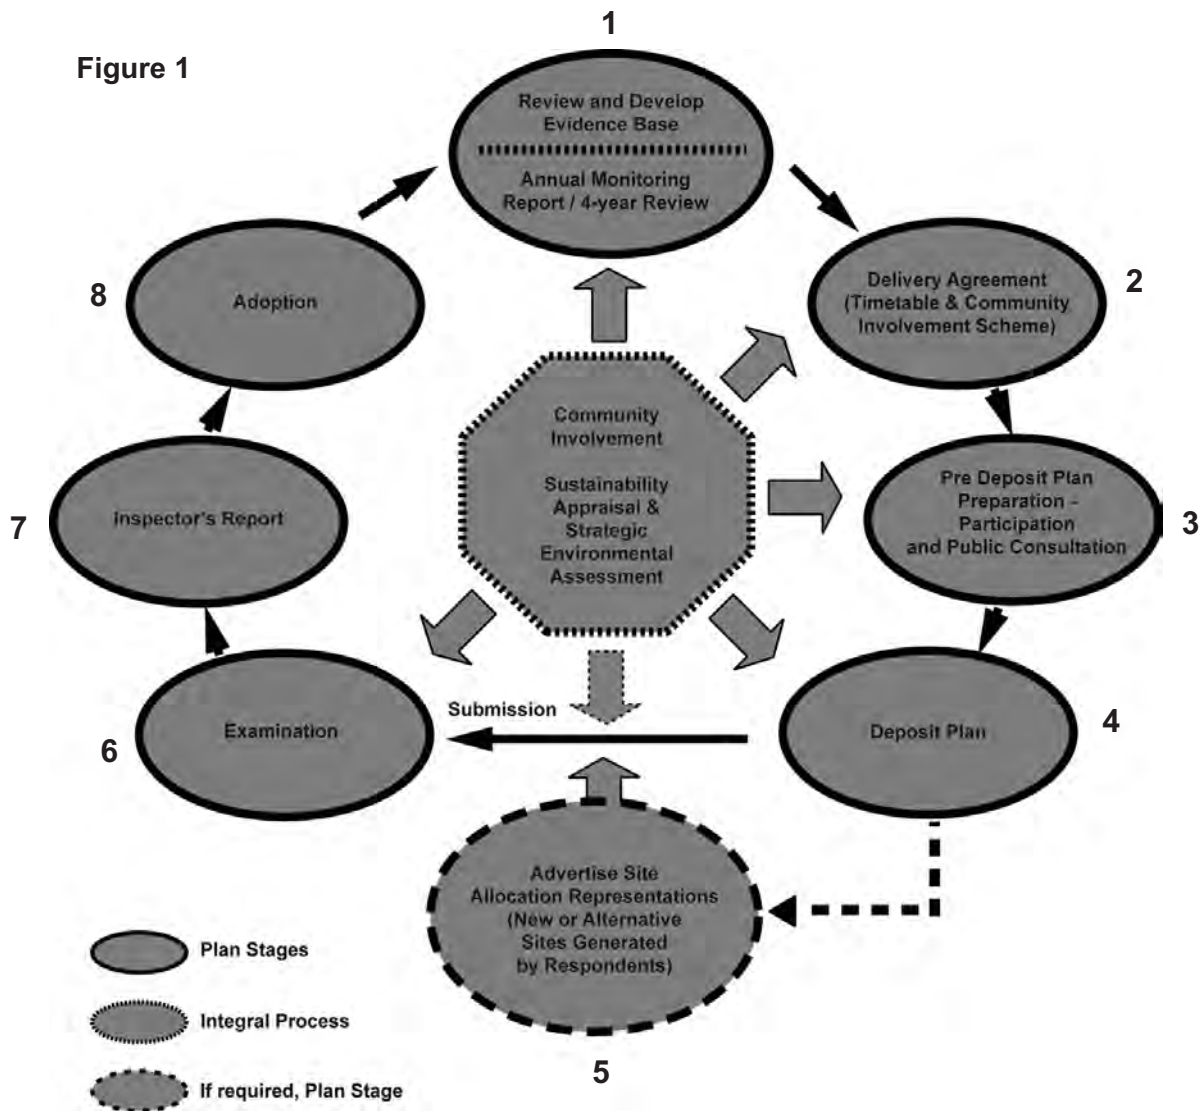 Figure 1
1
Review and Develop
Evidence Base
Annual Monitoring
Report / 4-year Review
2
Delivery Agreement
(Timetable & Community
Involvement Scheme)
3
Pre Deposit Plan
Preparation -
Participation
and Public Consultation
4
Deposit Plan
Submission
5
Advertise Site
Allocation Representations
(New or Alternative
Sites Generated
by Respondents)
6
Examination
7
Inspector's Report
8
Adoption
Community
Involvement
Sustainability
Appraisal &
Strategic
Environmental
Assessment
Plan Stages
Integral Process
If required, Plan Stage